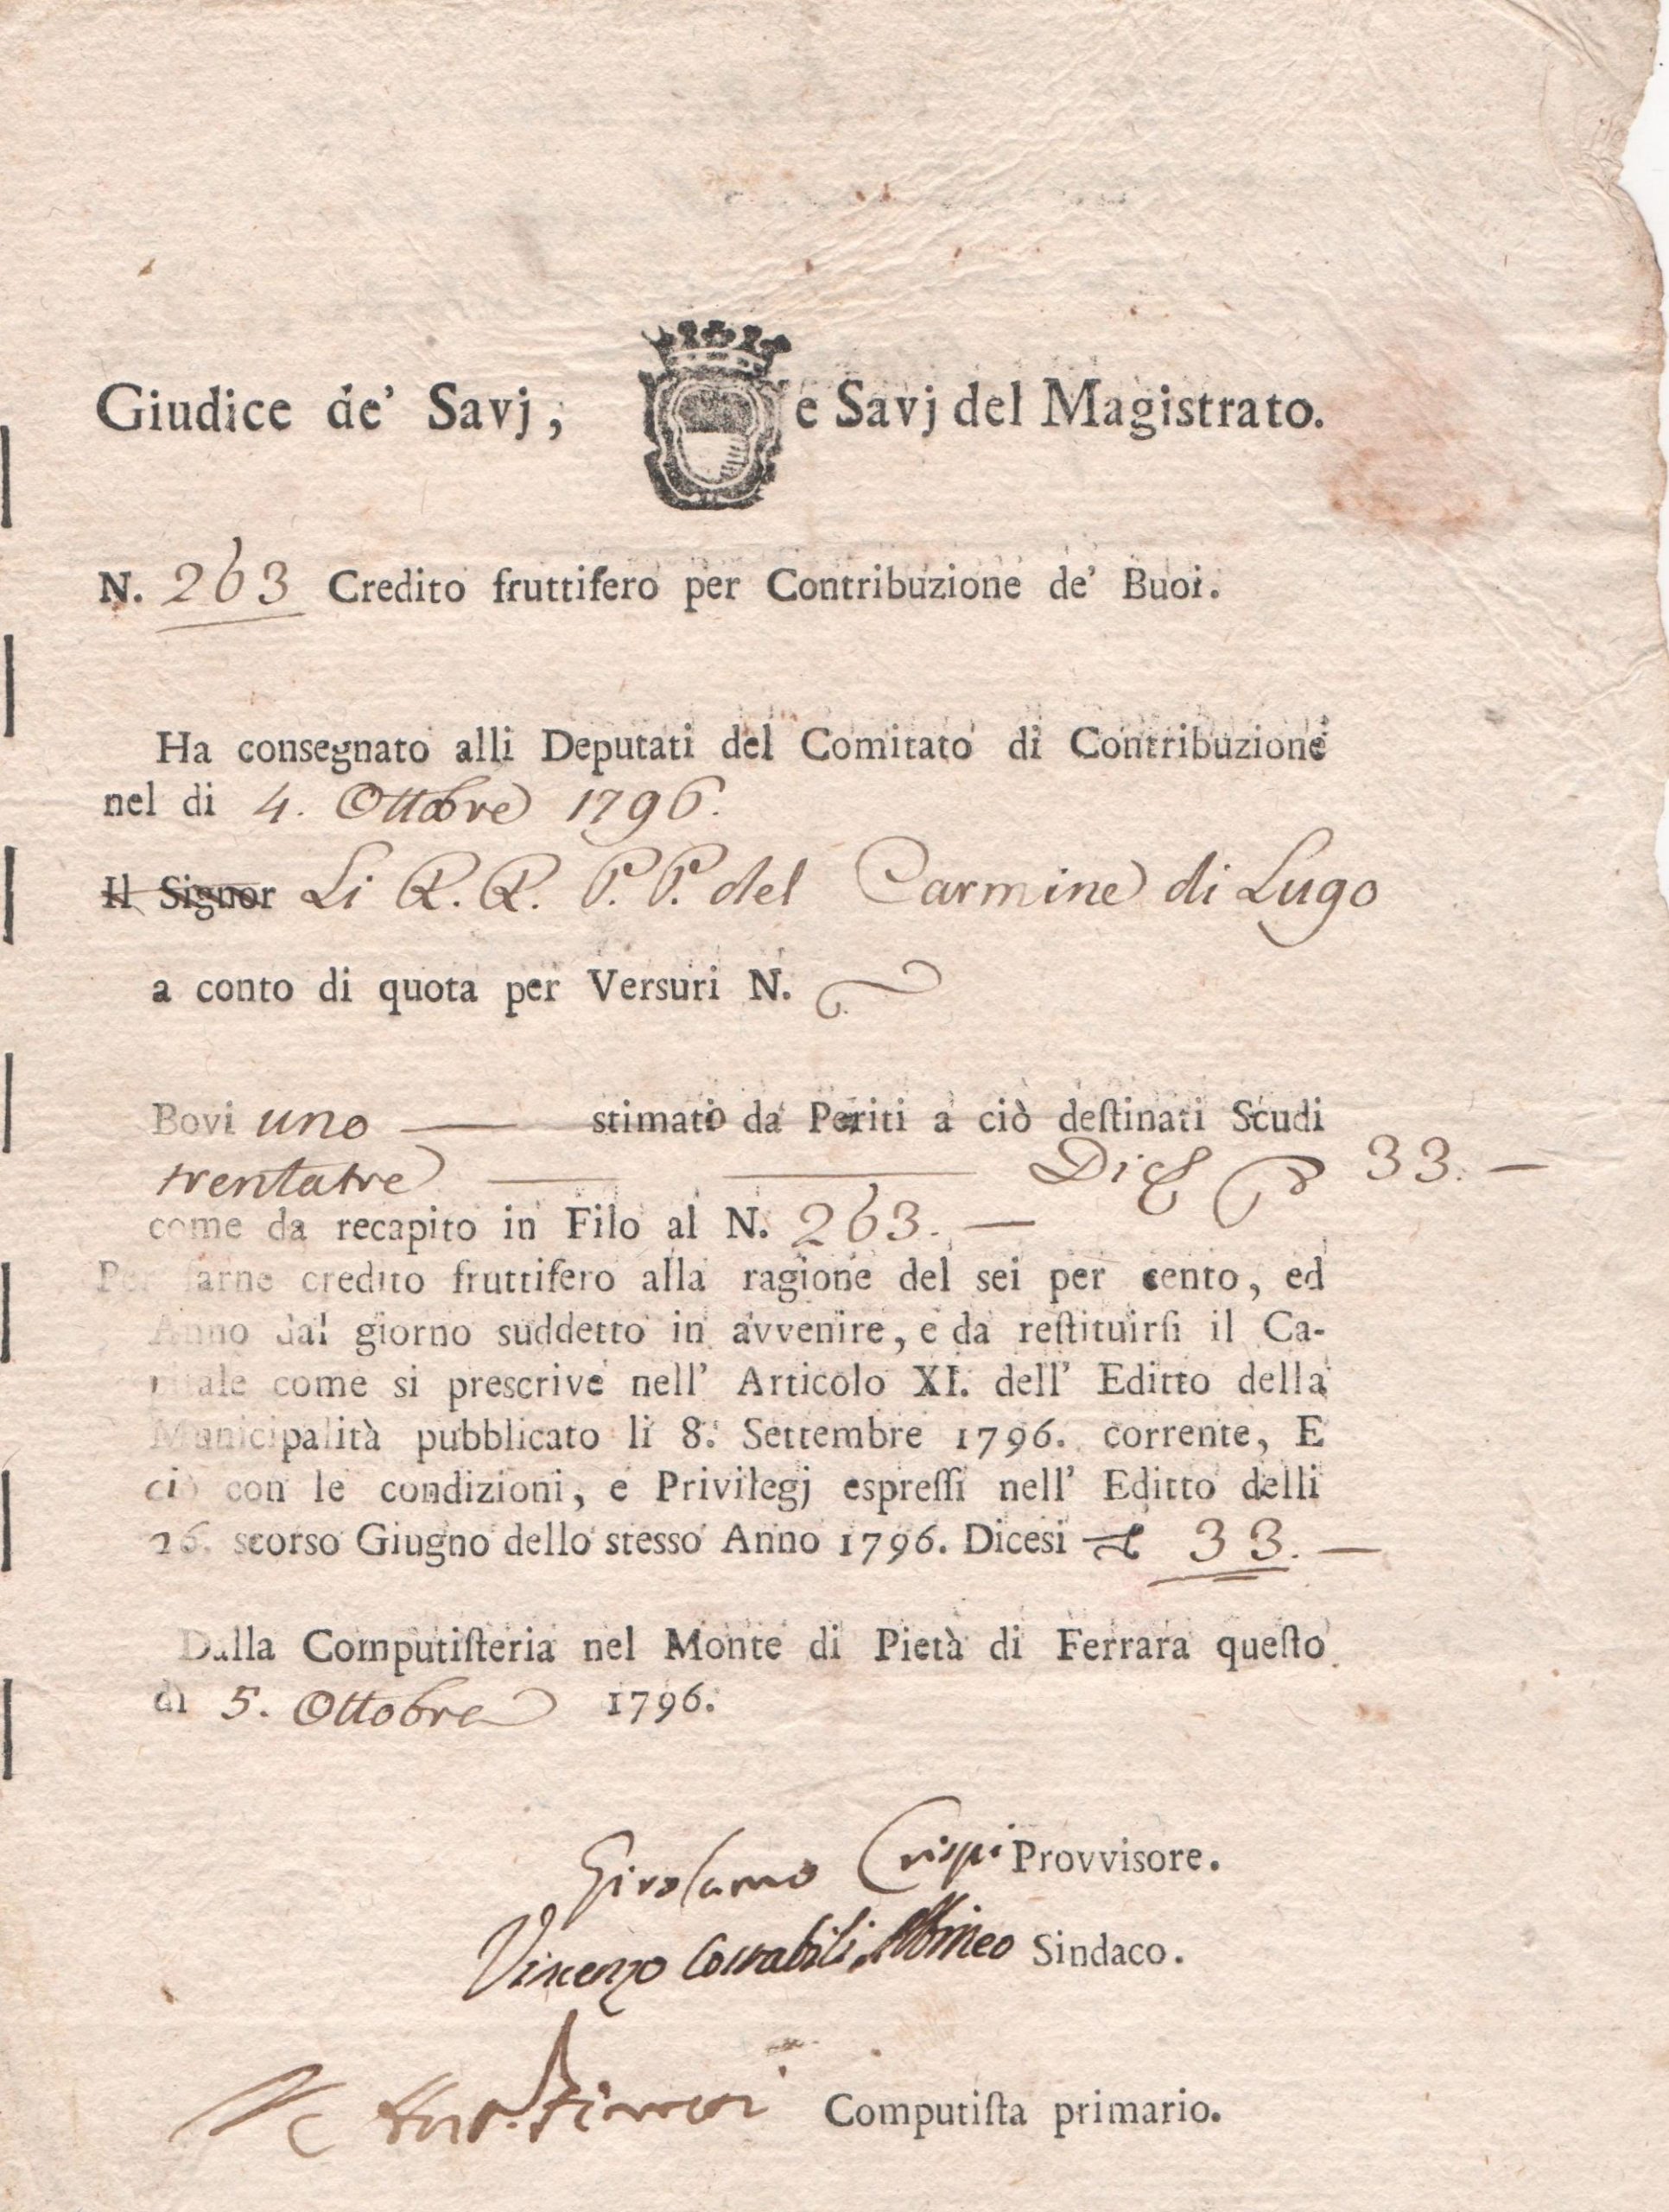 Giudice de' Savj, e Savj del Magistrato.
N. 263 Credito fruttifero per Contribuzione de' Buoi.
Ha consegnato alli Deputati del Comitato di Contribuzione
nel di 4. Ottobre 1796.
Il Signor Li R.R. P.P. del Carmine di Lugo
a conto di quota per Versuri N.
Bovi uno — stimato da Periti a ciò deſtinati Scudi
trentatre — — 33. —
come da recapito in Filo al N. 263. —
Per farne credito fruttifero alla ragione del sei per cento, ed
Anno dal giorno suddetto in avvenire, e da reſtituirſi il Ca-
pitale come si prescrive nell' Articolo XI. dell' Editto della
Municipalità pubblicato li 8. Settembre 1796. corrente, E
ciò con le condizioni, e Privilegj espreſſi nell' Editto delli
26. scorso Giugno dello stesso Anno 1796. Dicesi 33. —
Dalla Computiſteria nel Monte di Pietà di Ferrara queſto
di 5. Ottobre 1796.
Girolamo Crispi Provvisore.
Vincenzo Sindaco.
Computiſta primario.